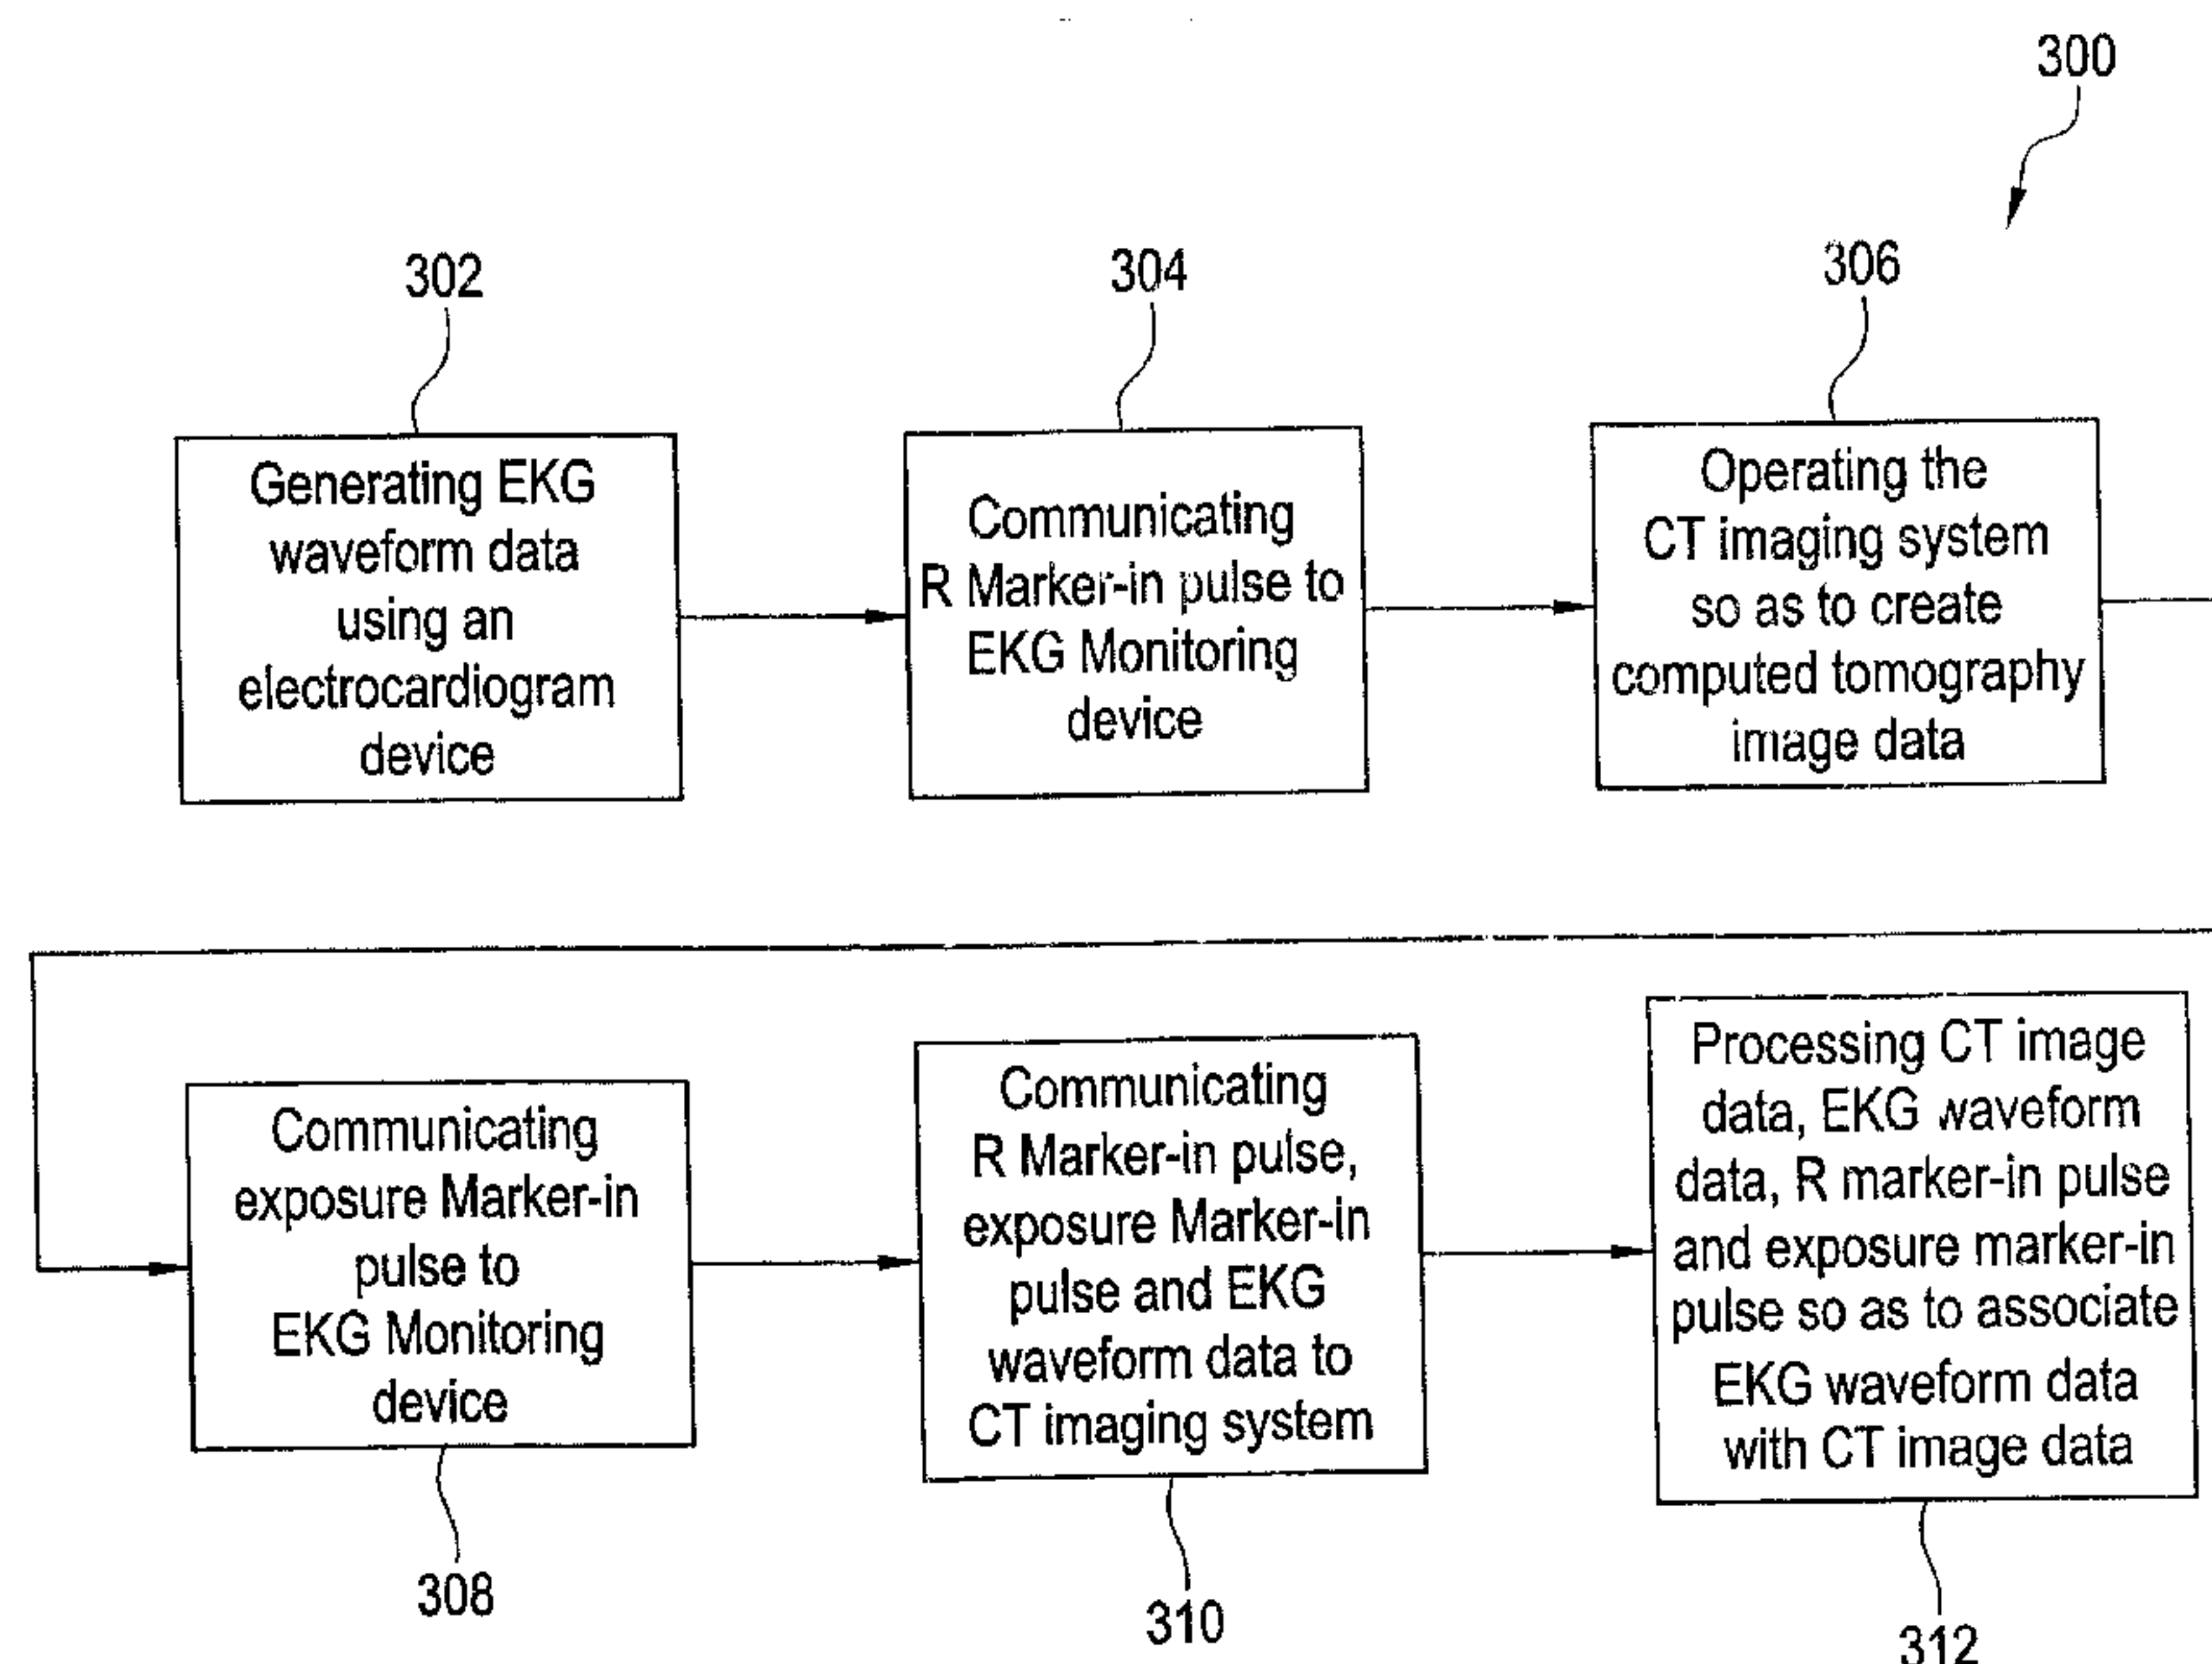 300
302
304
306
Generating EKG
waveform data
using an
electrocardiogram
device
Communicating
R Marker-in pulse to
EKG Monitoring
device
Operating the
CT imaging system
so as to create
computed tomography
image data
Communicating
exposure Marker-in
pulse to
EKG Monitoring
device
Communicating
R Marker-in pulse,
exposure Marker-in
pulse and EKG
waveform data to
CT imaging system
Processing CT image
data, EKG waveform
data, R marker-in pulse
and exposure marker-in
pulse so as to associate
EKG waveform data
with CT image data
308
310
312